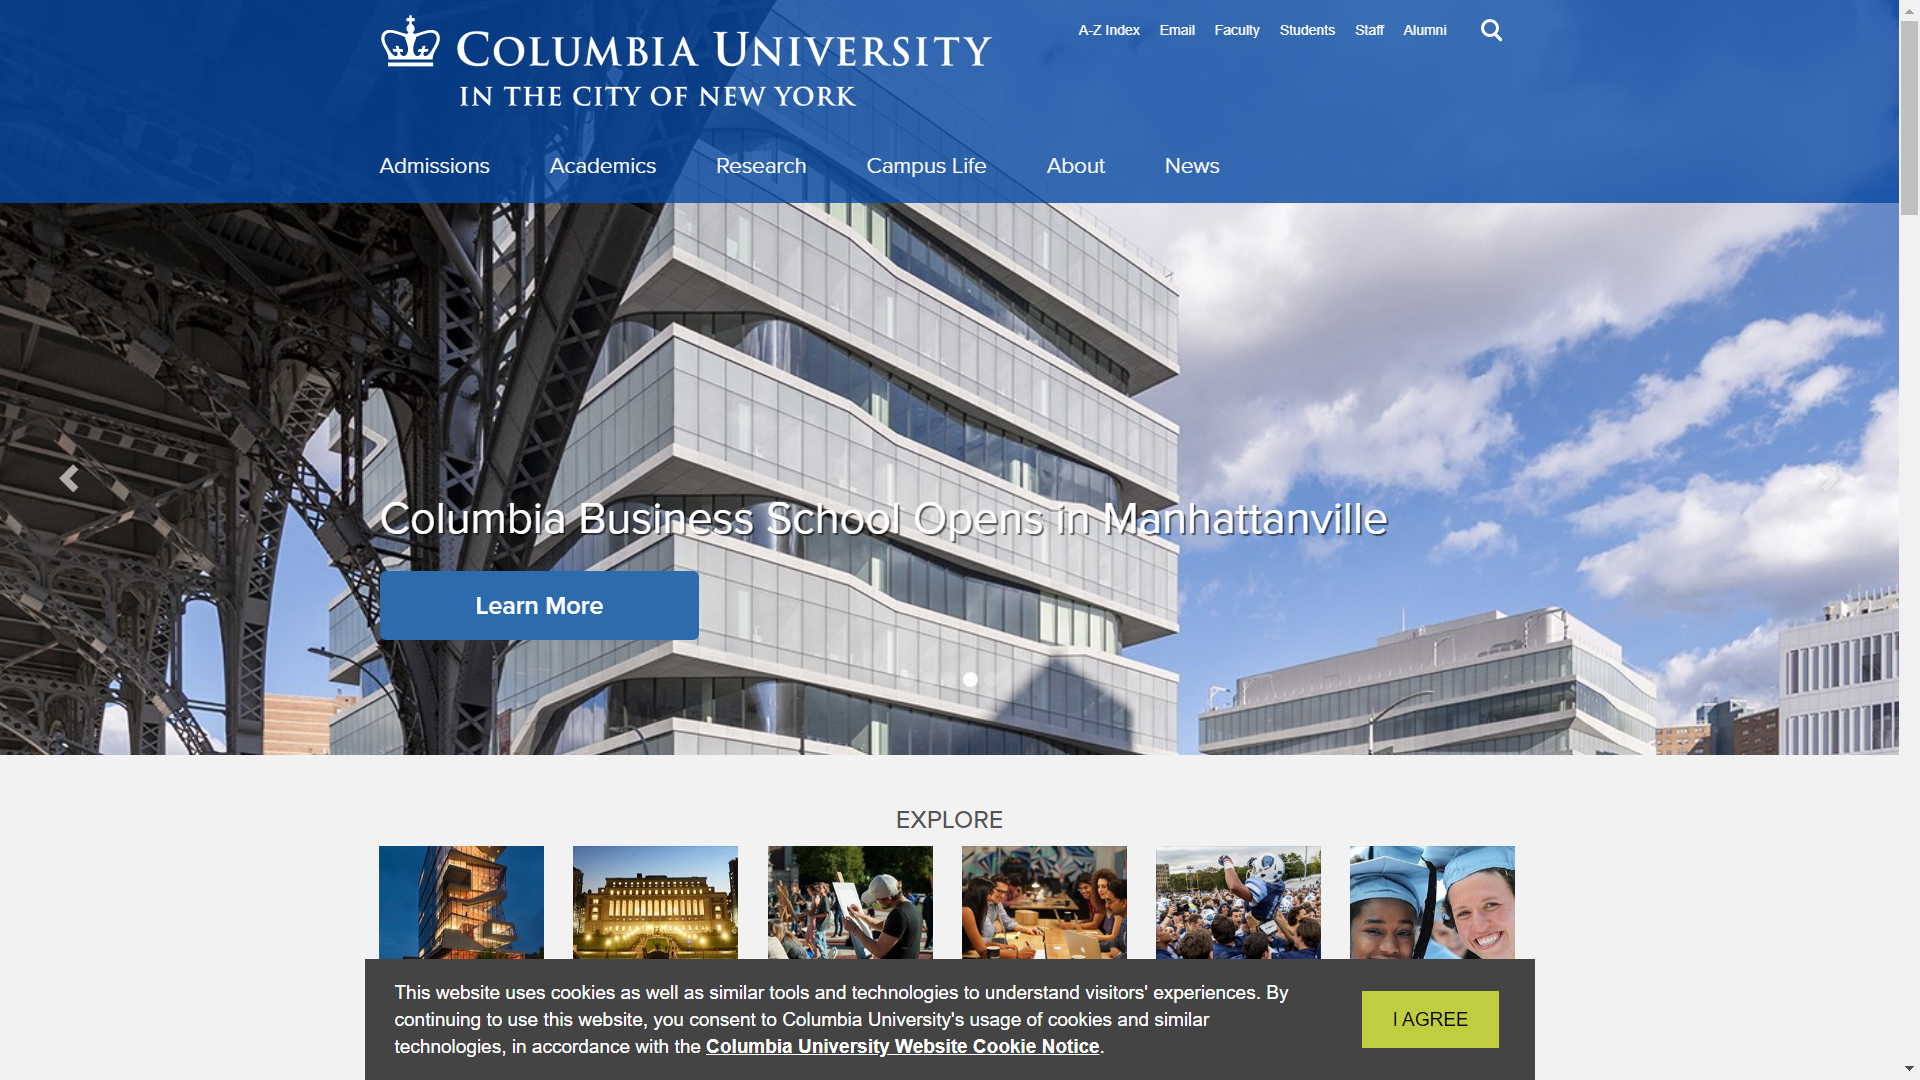 COLUMBIA UNIVERSITY
IN THE CITY OF NEW YORK
A-Z Index Email Faculty Students Staff Alumni
Admissions Academics Research Campus Life About News
Columbia Business School Opens in Manhattanville
Learn More
EXPLORE
This website uses cookies as well as similar tools and technologies to understand visitors' experiences. By
continuing to use this website, you consent to Columbia University's usage of cookies and similar
technologies, in accordance with the Columbia University Website Cookie Notice.
I AGREE